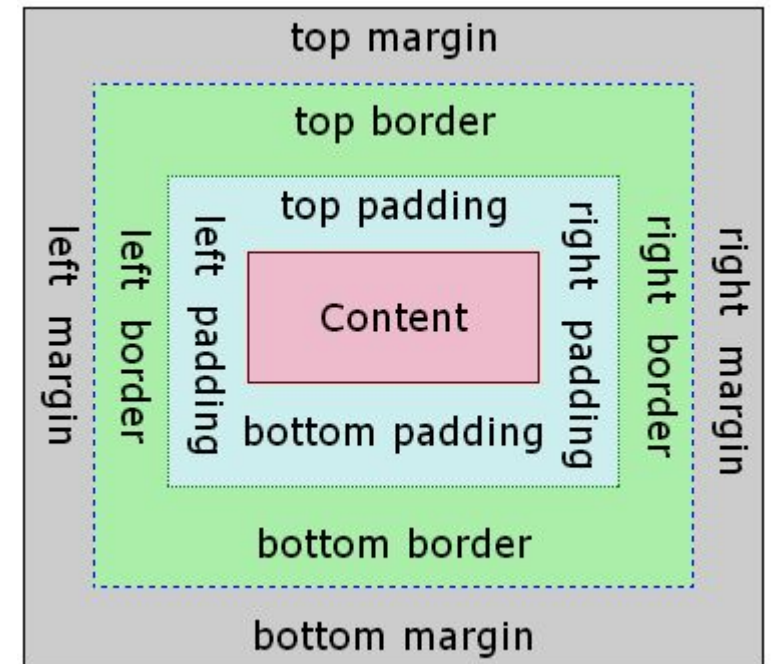 top margin
top border
top padding
left margin
left border
left padding
Content
right padding
right border
right margin
bottom padding
bottom border
bottom margin